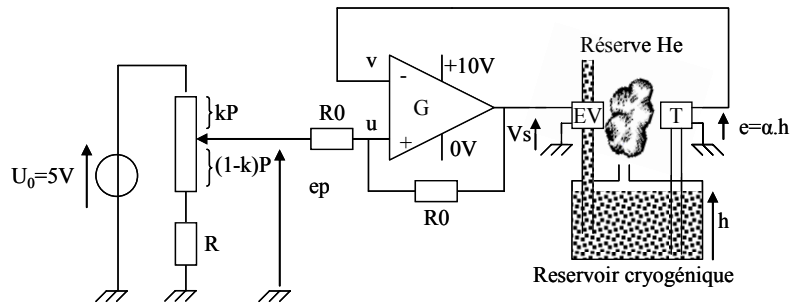 Réserve He
v
-
+10V
R0
u
G
EV
T
}kP
Vs
e=α.h
+
0V
U₀=5V
}(1-k)P
ep
R0
h
R
Reservoir cryogénique